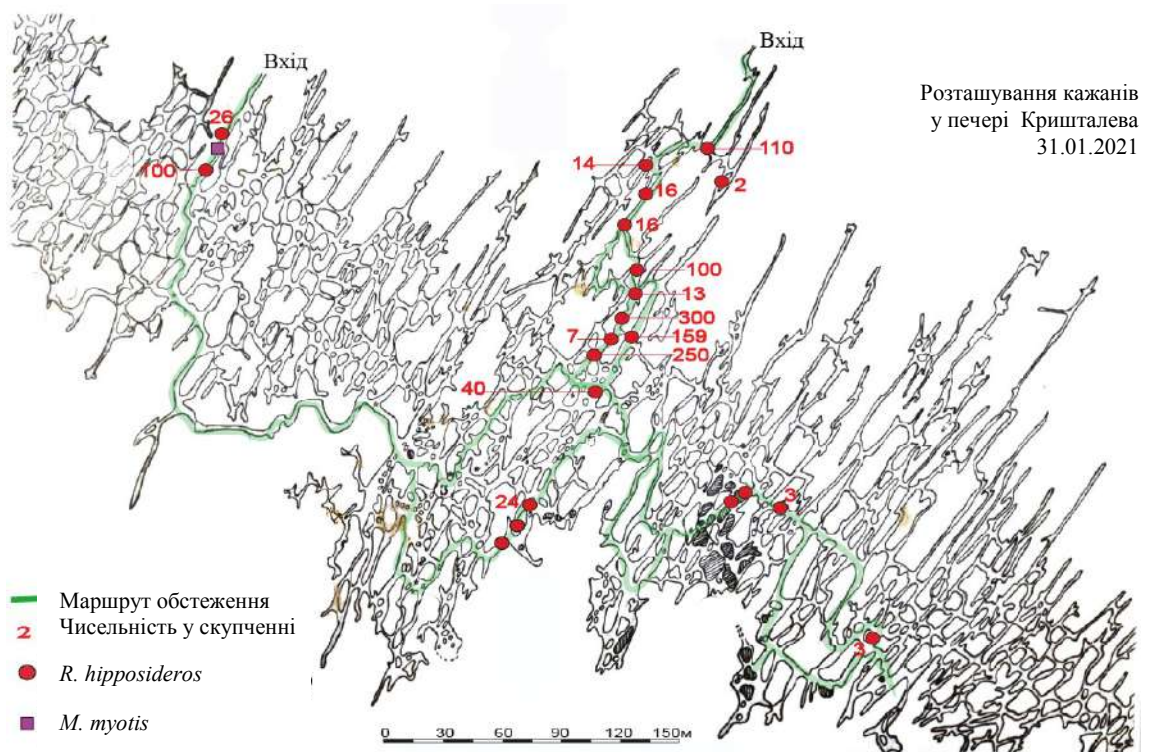 Вхід
Вхід
Розташування кажанів
у печері Кришталева
31.01.2021
26
100
110
14
2
16
16
100
13
300
7
159
250
40
24
3
3
Маршрут обстеження
2 Чисельність у скупченні
R. hipposideros
M. myotis
0 30 60 90 120 150м